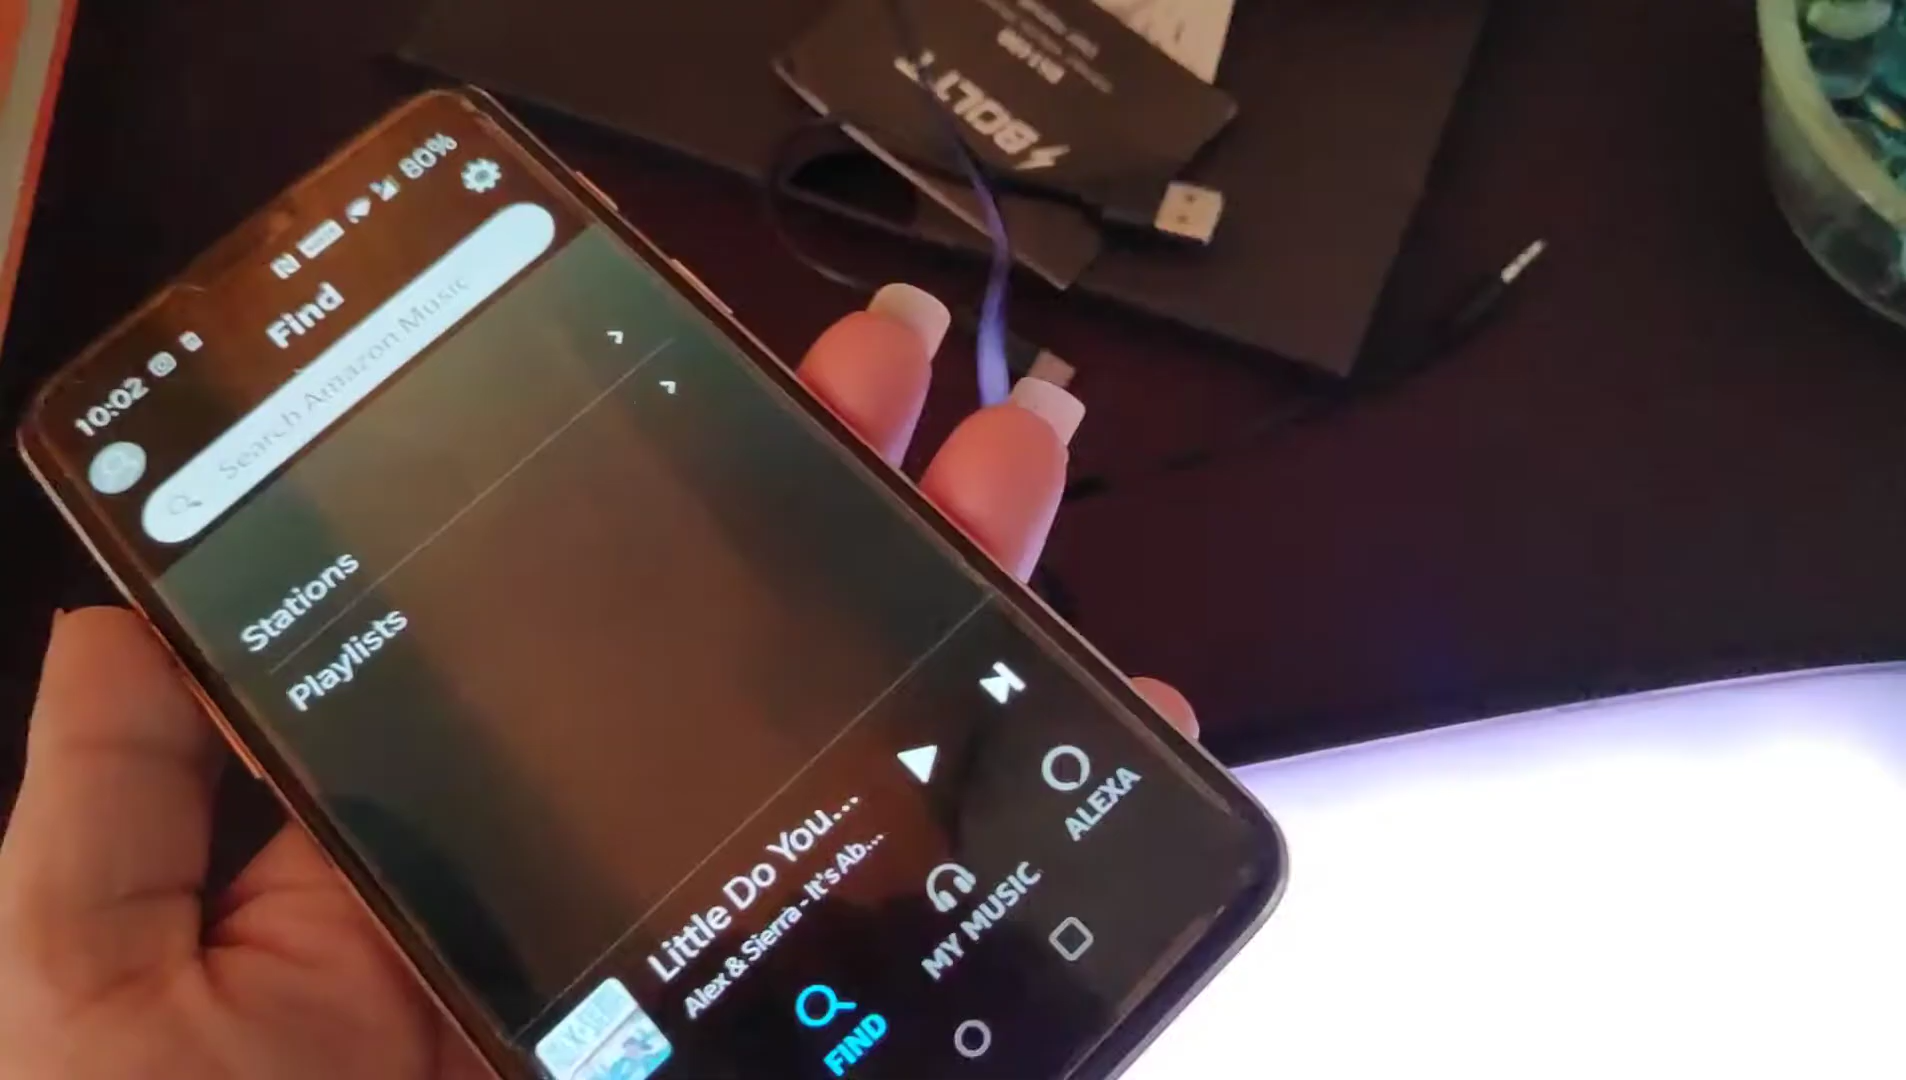 10:02
80%
Find
Search Amazon Music
Stations
Playlists
Little Do You...
Alex & Sierra - It's Ab...
FIND
MY MUSIC
ALEXA
BOLT